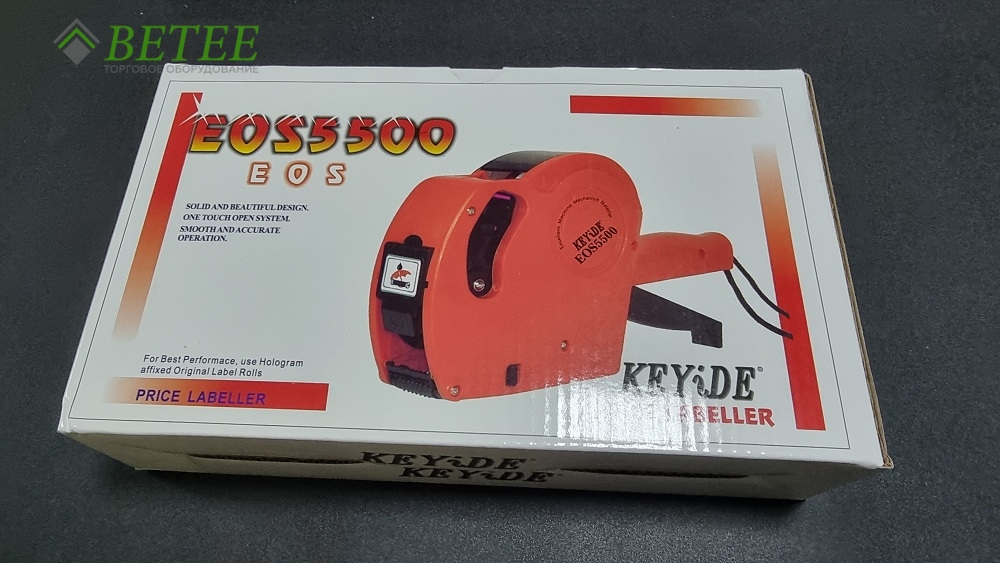 BETEE
ТОРГОВОЕ ОБОРУДОВАНИЕ
EOS5500
EOS
SOLID AND BEAUTIFUL DESIGN.
ONE TOUCH OPEN SYSTEM.
SMOOTH AND ACCURATE
OPERATION.
KEYiDE
EOS5500
For Best Performace, use Hologram
affixed Original Label Rolls
PRICE LABELLER
KEYiDE®
LABELLER
KEYiDE
KEYiDE